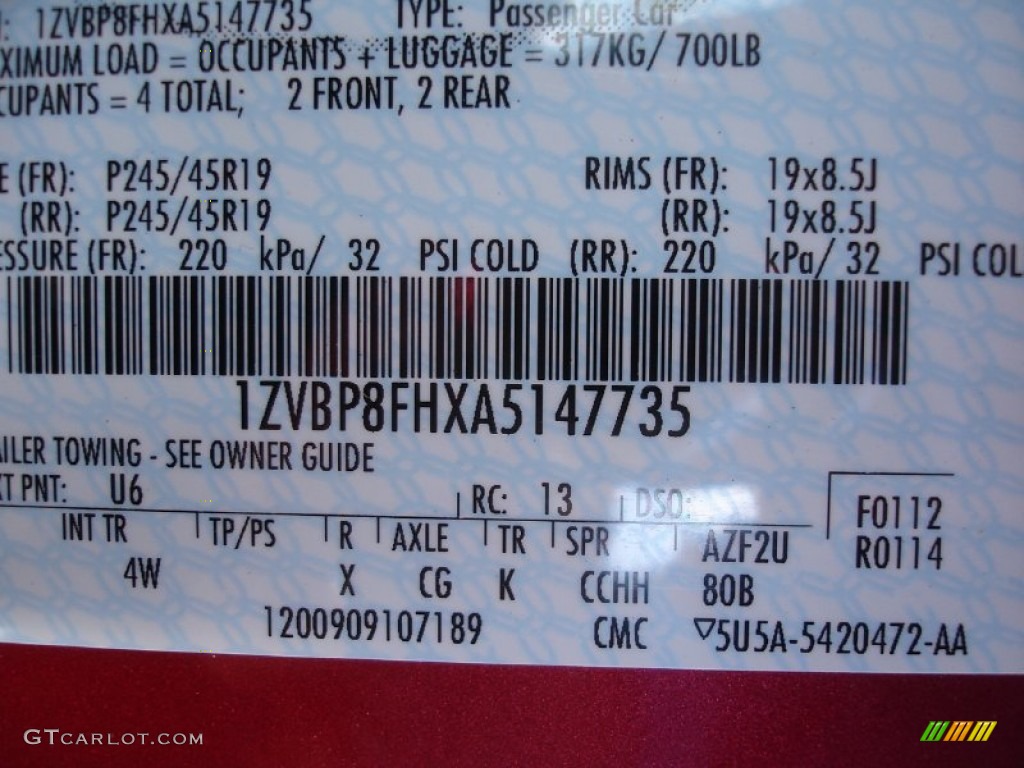 : 1ZVBP8FHXA5147735 TYPE: Passenger Car
XIMUM LOAD = OCCUPANTS + LUGGAGE = 317KG/ 700LB
CUPANTS = 4 TOTAL; 2 FRONT, 2 REAR
E (FR): P245/45R19 RIMS (FR): 19x8.5J
(RR): P245/45R19 (RR): 19x8.5J
ESSURE (FR): 220 kPa/ 32 PSI COLD (RR): 220 kPa/ 32 PSI COL
1ZVBP8FHXA5147735
AILER TOWING - SEE OWNER GUIDE
XT PNT: U6 RC: 13 DSO: F0112
INT TR TP/PS R AXLE TR SPR AZF2U R0114
4W X CG K CCHH 80B
1200909107189 CMC ▽5U5A-5420472-AA
GTCARLOT.COM